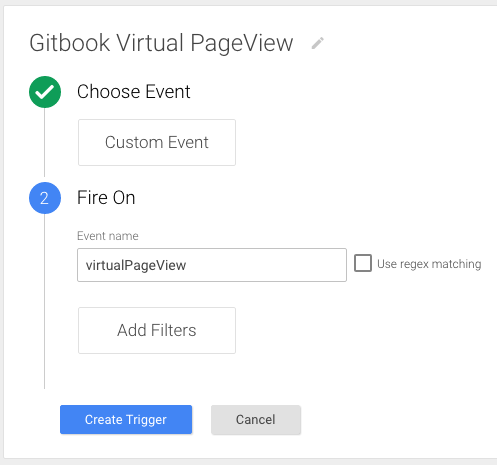 Gitbook Virtual PageView
Choose Event
Custom Event
2 Fire On
Event name
virtualPageView Use regex matching
Add Filters
Create Trigger Cancel